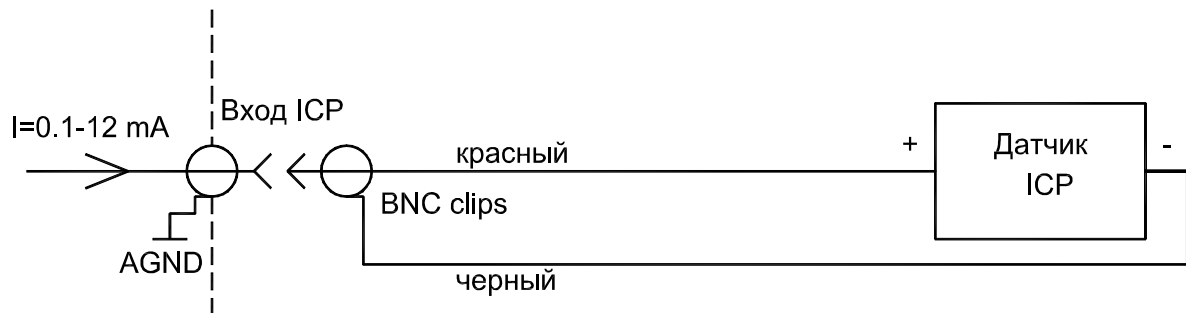 Вход ICP
I=0.1-12 mA
красный
+
Датчик
ICP
-
BNC clips
AGND
черный